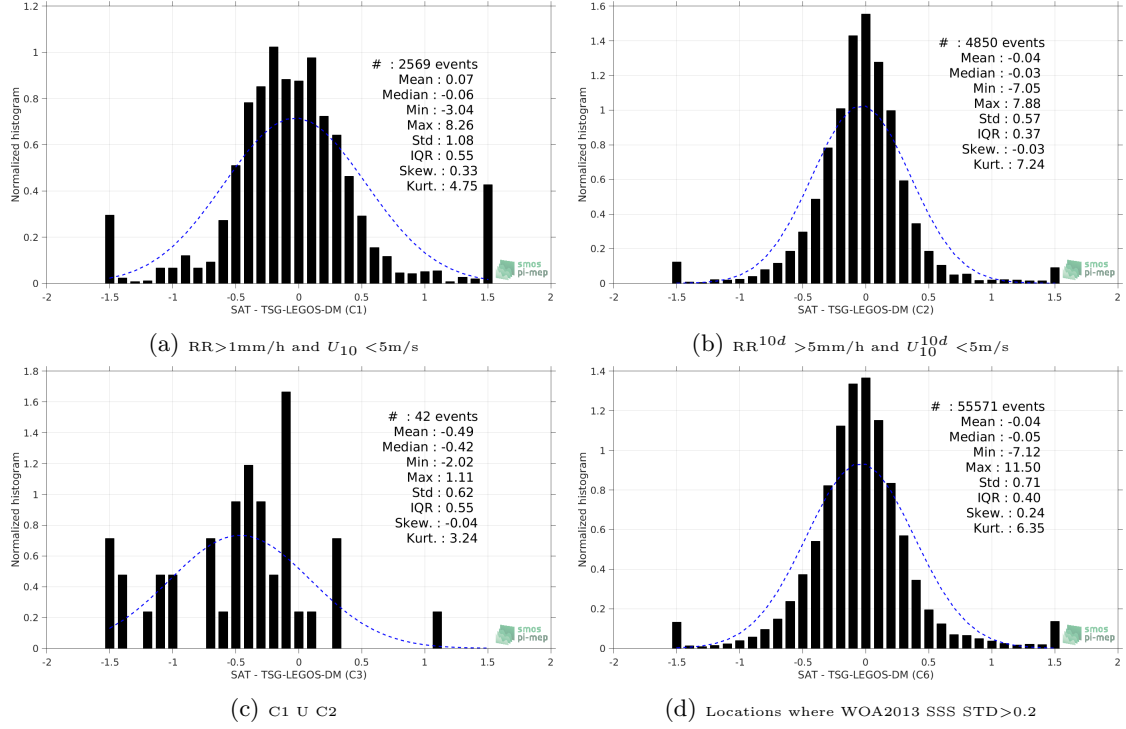 1.2
1
0.8
0.6
0.4
0.2
0
Normalized histogram
# : 2569 events
Mean : 0.07
Median : -0.06
Min : -3.04
Max : 8.26
Std : 1.08
IQR : 0.55
Skew. : 0.33
Kurt. : 4.75
smos
pi-mep
-2 -1.5 -1 -0.5 0 0.5 1 1.5 2
SAT - TSG-LEGOS-DM (C1)
(a) RR>1mm/h and U10 <5m/s
1.6
1.4
1.2
1
0.8
0.6
0.4
0.2
0
Normalized histogram
# : 4850 events
Mean : -0.04
Median : -0.03
Min : -7.05
Max : 7.88
Std : 0.57
IQR : 0.37
Skew. : -0.03
Kurt. : 7.24
smos
pi-mep
-2 -1.5 -1 -0.5 0 0.5 1 1.5 2
SAT - TSG-LEGOS-DM (C2)
(b) RR10d >5mm/h and U10d10 <5m/s
1.8
1.6
1.4
1.2
1
0.8
0.6
0.4
0.2
0
Normalized histogram
# : 42 events
Mean : -0.49
Median : -0.42
Min : -2.02
Max : 1.11
Std : 0.62
IQR : 0.55
Skew. : -0.04
Kurt. : 3.24
smos
pi-mep
-2 -1.5 -1 -0.5 0 0.5 1 1.5 2
SAT - TSG-LEGOS-DM (C3)
(c) C1 U C2
1.4
1.2
1
0.8
0.6
0.4
0.2
0
Normalized histogram
# : 55571 events
Mean : -0.04
Median : -0.05
Min : -7.12
Max : 11.50
Std : 0.71
IQR : 0.40
Skew. : 0.24
Kurt. : 6.35
smos
pi-mep
-2 -1.5 -1 -0.5 0 0.5 1 1.5 2
SAT - TSG-LEGOS-DM (C6)
(d) Locations where WOA2013 SSS STD>0.2